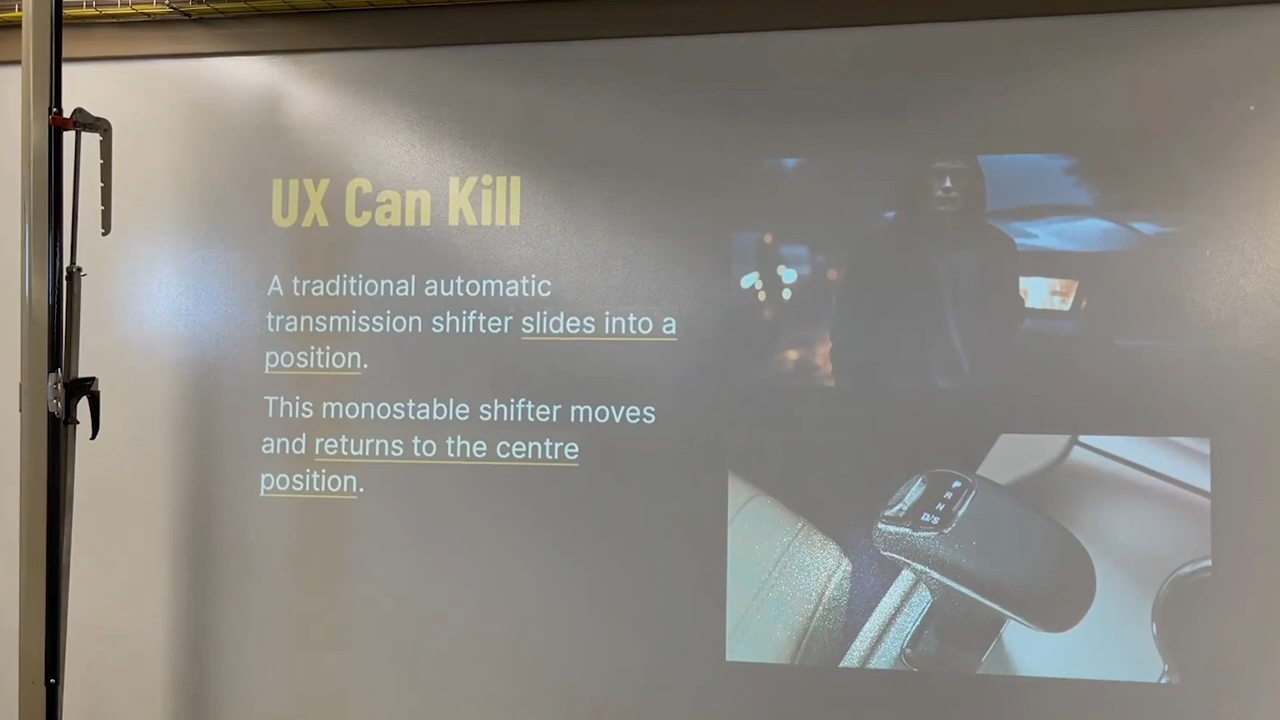 UX Can Kill
A traditional automatic
transmission shifter slides into a
position.
This monostable shifter moves
and returns to the centre
position.
P
R
N
D/S